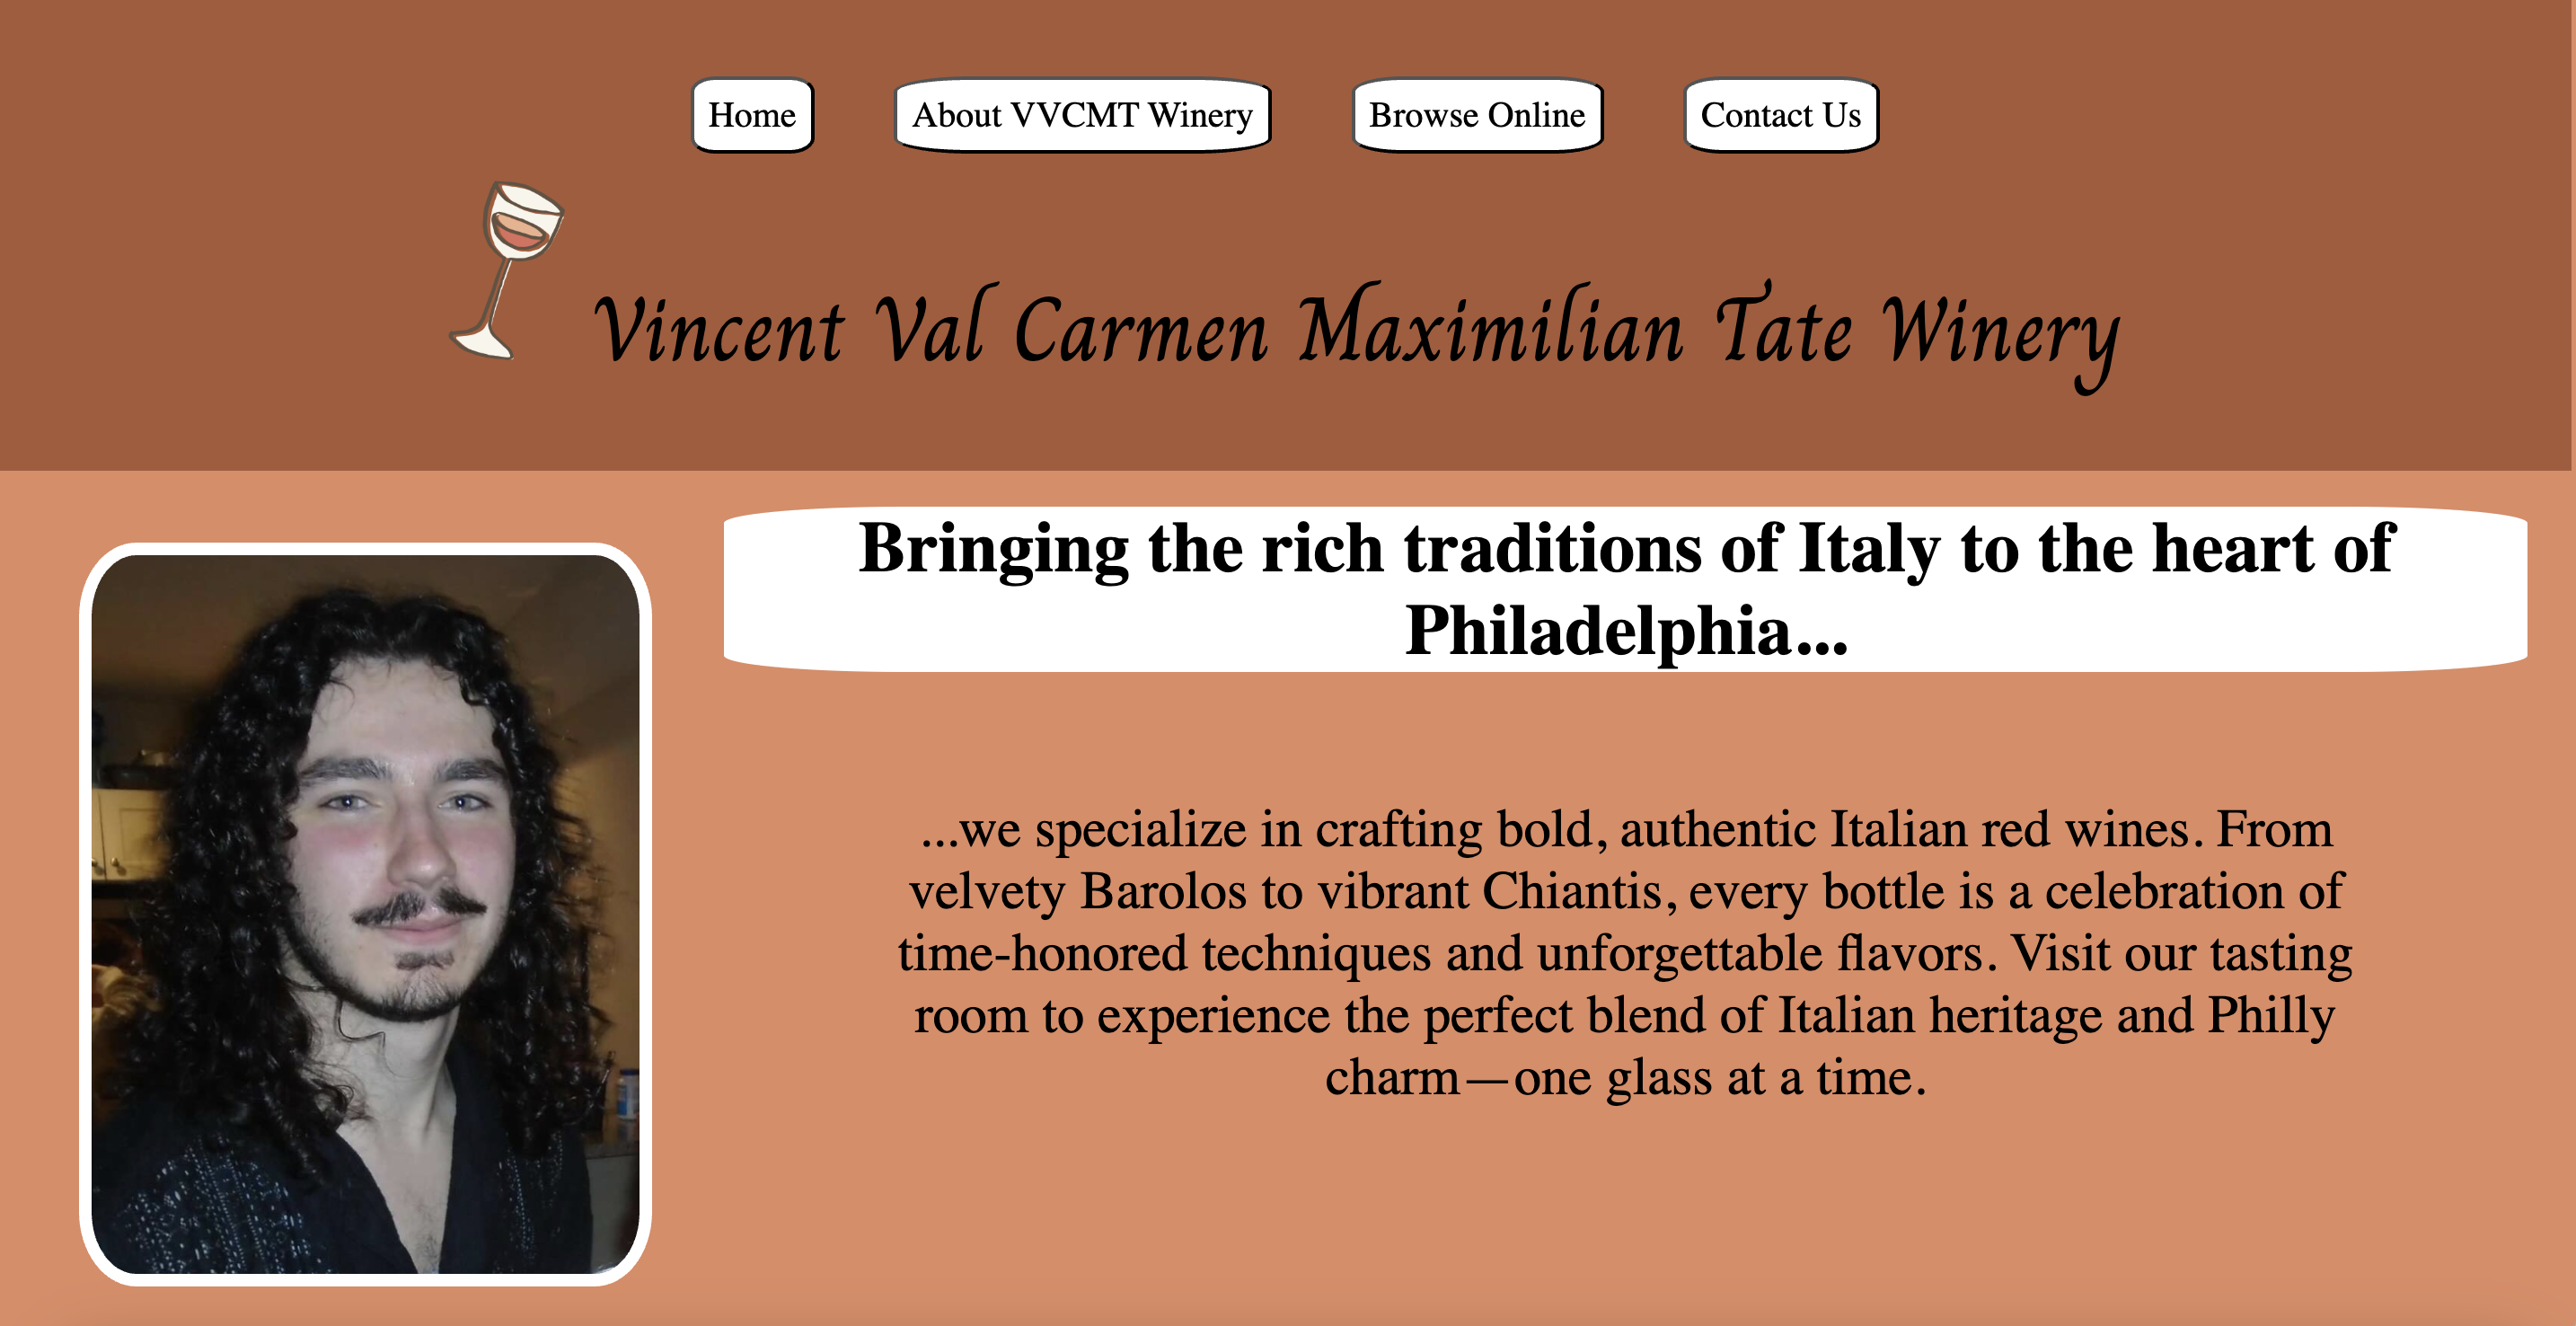 Home
About VVCMT Winery
Browse Online
Contact Us
Vincent Val Carmen Maximilian Tate Winery
Bringing the rich traditions of Italy to the heart of
Philadelphia...
...we specialize in crafting bold, authentic Italian red wines. From
velvety Barolos to vibrant Chiantis, every bottle is a celebration of
time-honored techniques and unforgettable flavors. Visit our tasting
room to experience the perfect blend of Italian heritage and Philly
charm—one glass at a time.